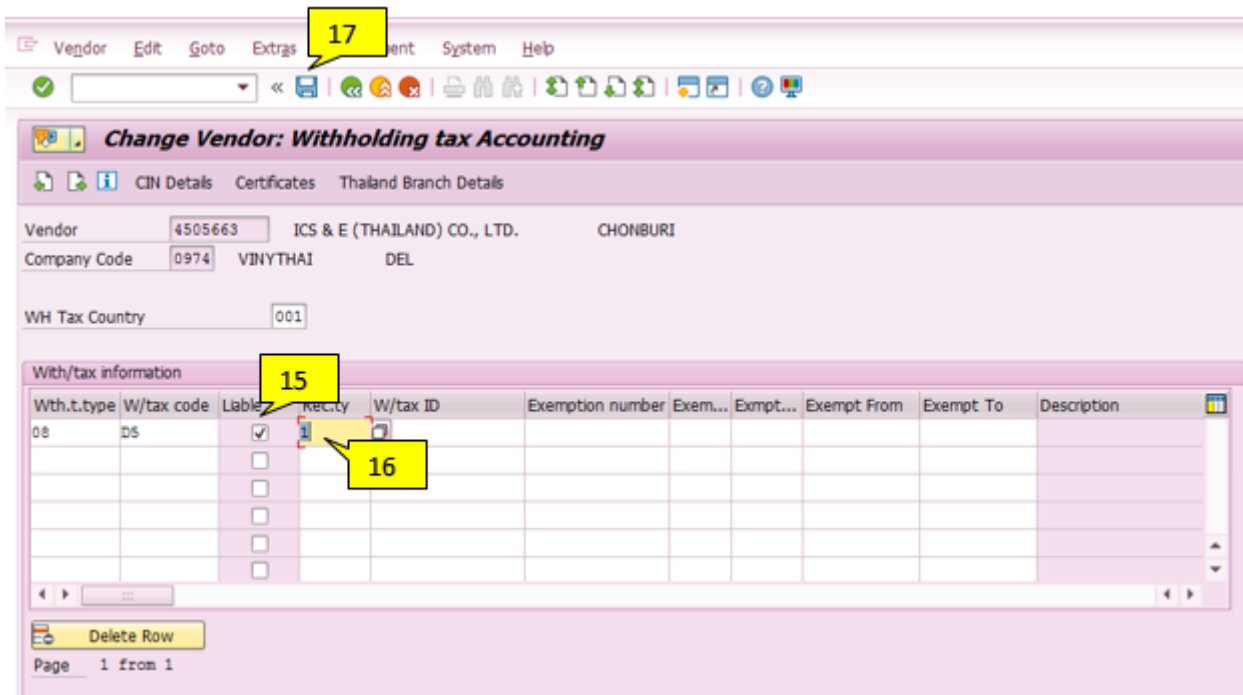 17
Vendor Edit Goto Extras ent System Help
Change Vendor: Withholding tax Accounting
CIN Details Certificates Thailand Branch Details
Vendor 4505663 ICS & E (THAILAND) CO., LTD. CHONBURI
Company Code 0974 VINYTHAI DEL
WH Tax Country 001
With/tax information
15
Wth.t.type W/tax code Liable Rec.ty W/tax ID Exemption number Exem... Exmpt... Exempt From Exempt To Description
08 D5 1
16
Delete Row
Page 1 from 1